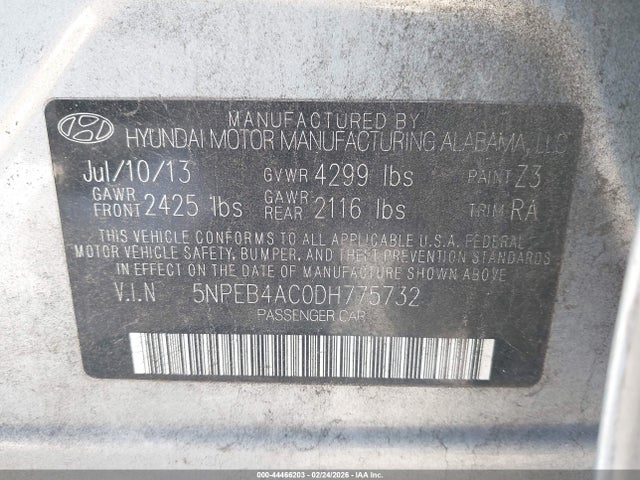 MANUFACTURED BY
HYUNDAI MOTOR MANUFACTURING ALABAMA, LLC
Jul/10/13 GVWR 4299 lbs PAINT Z3
GAWR FRONT 2425 lbs GAWR REAR 2116 lbs TRIM RA
THIS VEHICLE CONFORMS TO ALL APPLICABLE U.S.A. FEDERAL
MOTOR VEHICLE SAFETY, BUMPER, AND THEFT PREVENTION STANDARDS
IN EFFECT ON THE DATE OF MANUFACTURE SHOWN ABOVE
V.I.N 5NPEB4AC0DH775732
PASSENGER CAR
000-44466203 - 02/24/2026 - COPART.COM